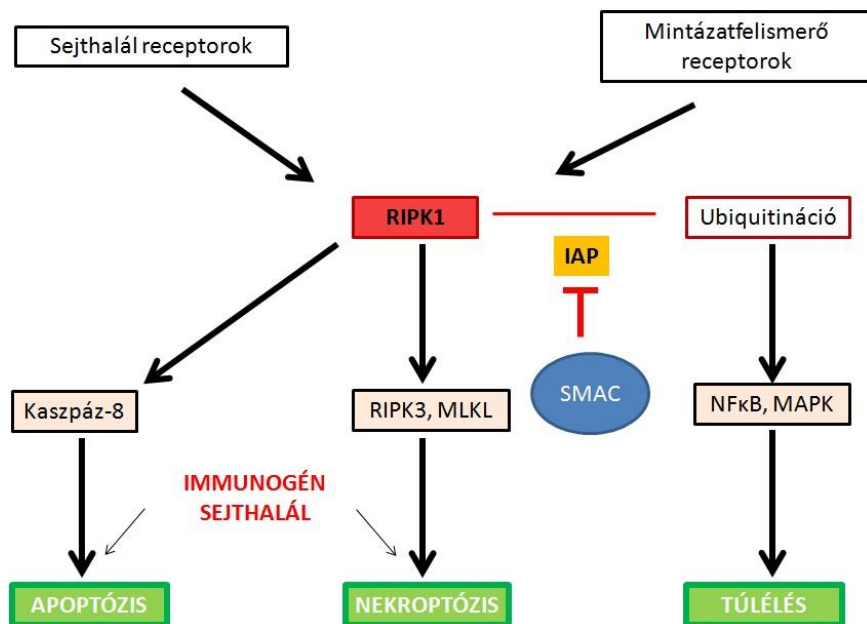 Sejthalál receptorok
Mintázatfelismerő
receptorok
RIPK1
Ubiquitináció
IAP
SMAC
Kaszpáz-8
RIPK3, MLKL
NFκB, MAPK
IMMUNOGÉN
SEJTHALÁL
APOPTÓZIS
NEKROPTÓZIS
TÚLÉLÉS